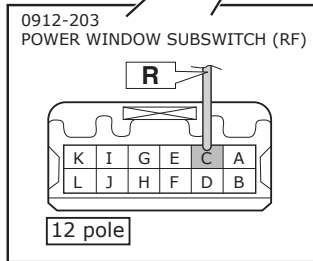 0912-203
POWER WINDOW SUBSWITCH (RF)
R
K I G E C A
L J H F D B
12 pole